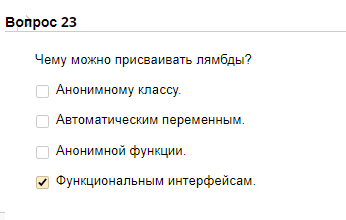 Вопрос 23
Чему можно присваивать лямбды?
Анонимному классу.
Автоматическим переменным.
Анонимной функции.
Функциональным интерфейсам.